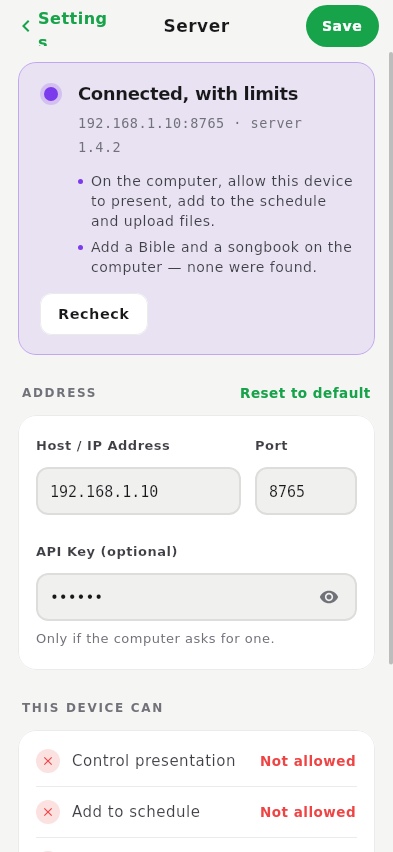 Setting
s
Server
Save
Connected, with limits
192.168.1.10:8765 · server
1.4.2
On the computer, allow this device
to present, add to the schedule
and upload files.
Add a Bible and a songbook on the
computer — none were found.
Recheck
ADDRESS
Reset to default
Host / IP Address
Port
192.168.1.10
8765
API Key (optional)
••••••
Only if the computer asks for one.
THIS DEVICE CAN
Control presentation
Not allowed
Add to schedule
Not allowed